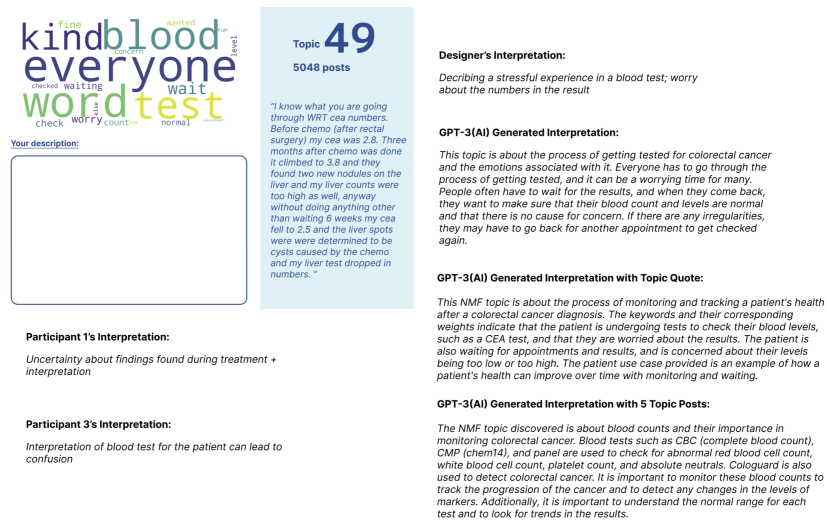 fine
wanted
high
kind
blood
concern
level
everyone
checked
waiting
wait
word
else
test
check
worry
count
low
normal
Your description:
Topic 49
5048 posts
"I know what you are going
through WRT cea numbers.
Before chemo (after rectal
surgery) my cea was 2.8. Three
months after chemo was done
it climbed to 3.8 and they
found two new nodules on the
liver and my liver counts were
too high as well, anyway
without doing anything other
than waiting 6 weeks my cea
fell to 2.5 and the liver spots
were were determined to be
cysts caused by the chemo
and my liver test dropped in
numbers. "
Participant 1's Interpretation:
Uncertainty about findings found during treatment +
interpretation
Participant 3's Interpretation:
Interpretation of blood test for the patient can lead to
confusion
Designer's Interpretation:
Decribing a stressful experience in a blood test; worry
about the numbers in the result
GPT-3(AI) Generated Interpretation:
This topic is about the process of getting tested for colorectal cancer
and the emotions associated with it. Everyone has to go through the
process of getting tested, and it can be a worrying time for many.
People often have to wait for the results, and when they come back,
they want to make sure that their blood count and levels are normal
and that there is no cause for concern. If there are any irregularities,
they may have to go back for another appointment to get checked
again.
GPT-3(AI) Generated Interpretation with Topic Quote:
This NMF topic is about the process of monitoring and tracking a patient's health
after a colorectal cancer diagnosis. The keywords and their corresponding
weights indicate that the patient is undergoing tests to check their blood levels,
such as a CEA test, and that they are worried about the results. The patient is
also waiting for appointments and results, and is concerned about their levels
being too low or too high. The patient use case provided is an example of how a
patient's health can improve over time with monitoring and waiting.
GPT-3(AI) Generated Interpretation with 5 Topic Posts:
The NMF topic discovered is about blood counts and their importance in
monitoring colorectal cancer. Blood tests such as CBC (complete blood count),
CMP (chem14), and panel are used to check for abnormal red blood cell count,
white blood cell count, platelet count, and absolute neutrals. Cologuard is also
used to detect colorectal cancer. It is important to monitor these blood counts to
track the progression of the cancer and to detect any changes in the levels of
markers. Additionally, it is important to understand the normal range for each
test and to look for trends in the results.